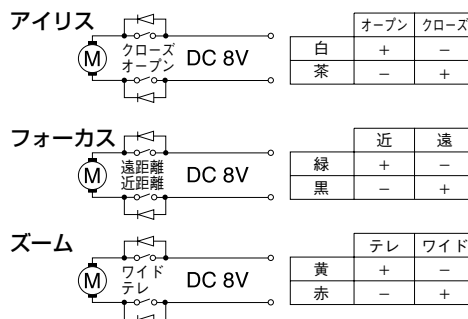 アイリス
クローズ
オープン
M
DC 8V
オープン クローズ
白 + −
茶 − +
フォーカス
遠距離
近距離
M
DC 8V
近 遠
緑 + −
黒 − +
ズーム
ワイド
テレ
M
DC 8V
テレ ワイド
黄 + −
赤 − +